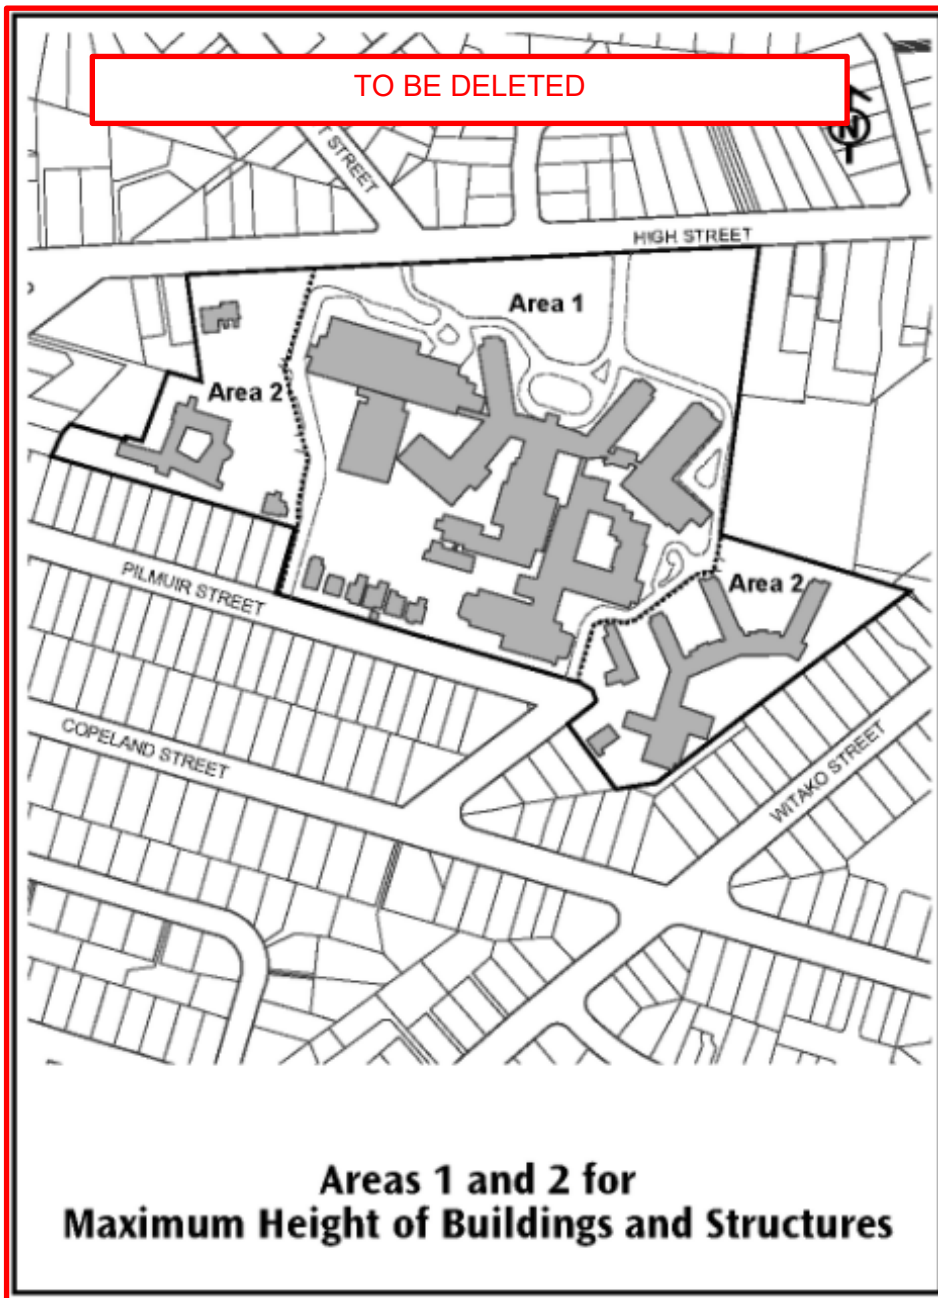 TO BE DELETED
T STREET
N
HIGH STREET
Area 1
Area 2
Area 2
PILMUIR STREET
COPELAND STREET
WITAKO STREET
Areas 1 and 2 for
Maximum Height of Buildings and Structures